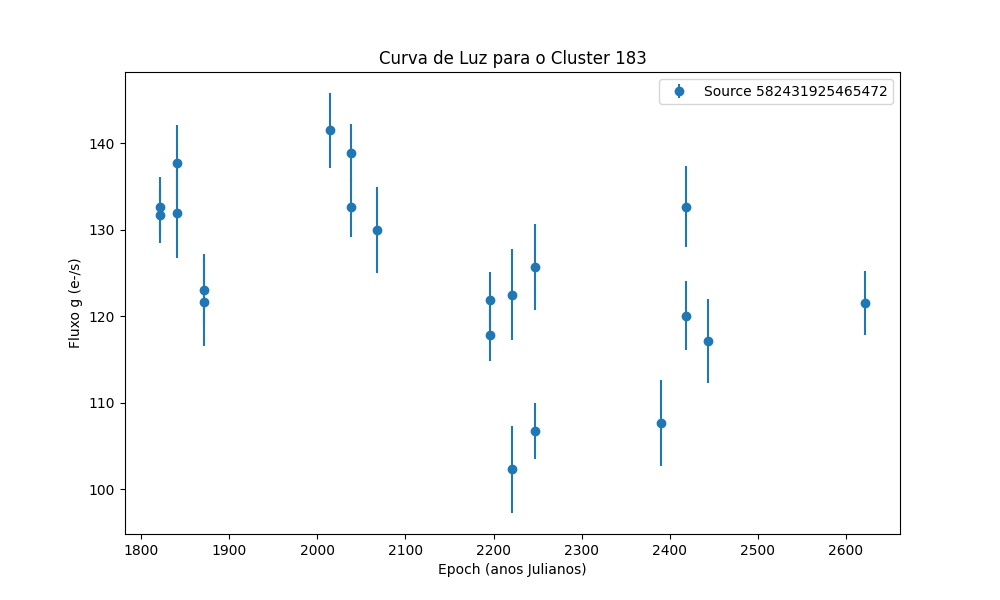 Curva de Luz para o Cluster 183
Source 582431925465472
Fluxo g (e-/s)
140
130
120
110
100
1800 1900 2000 2100 2200 2300 2400 2500 2600
Epoch (anos Julianos)